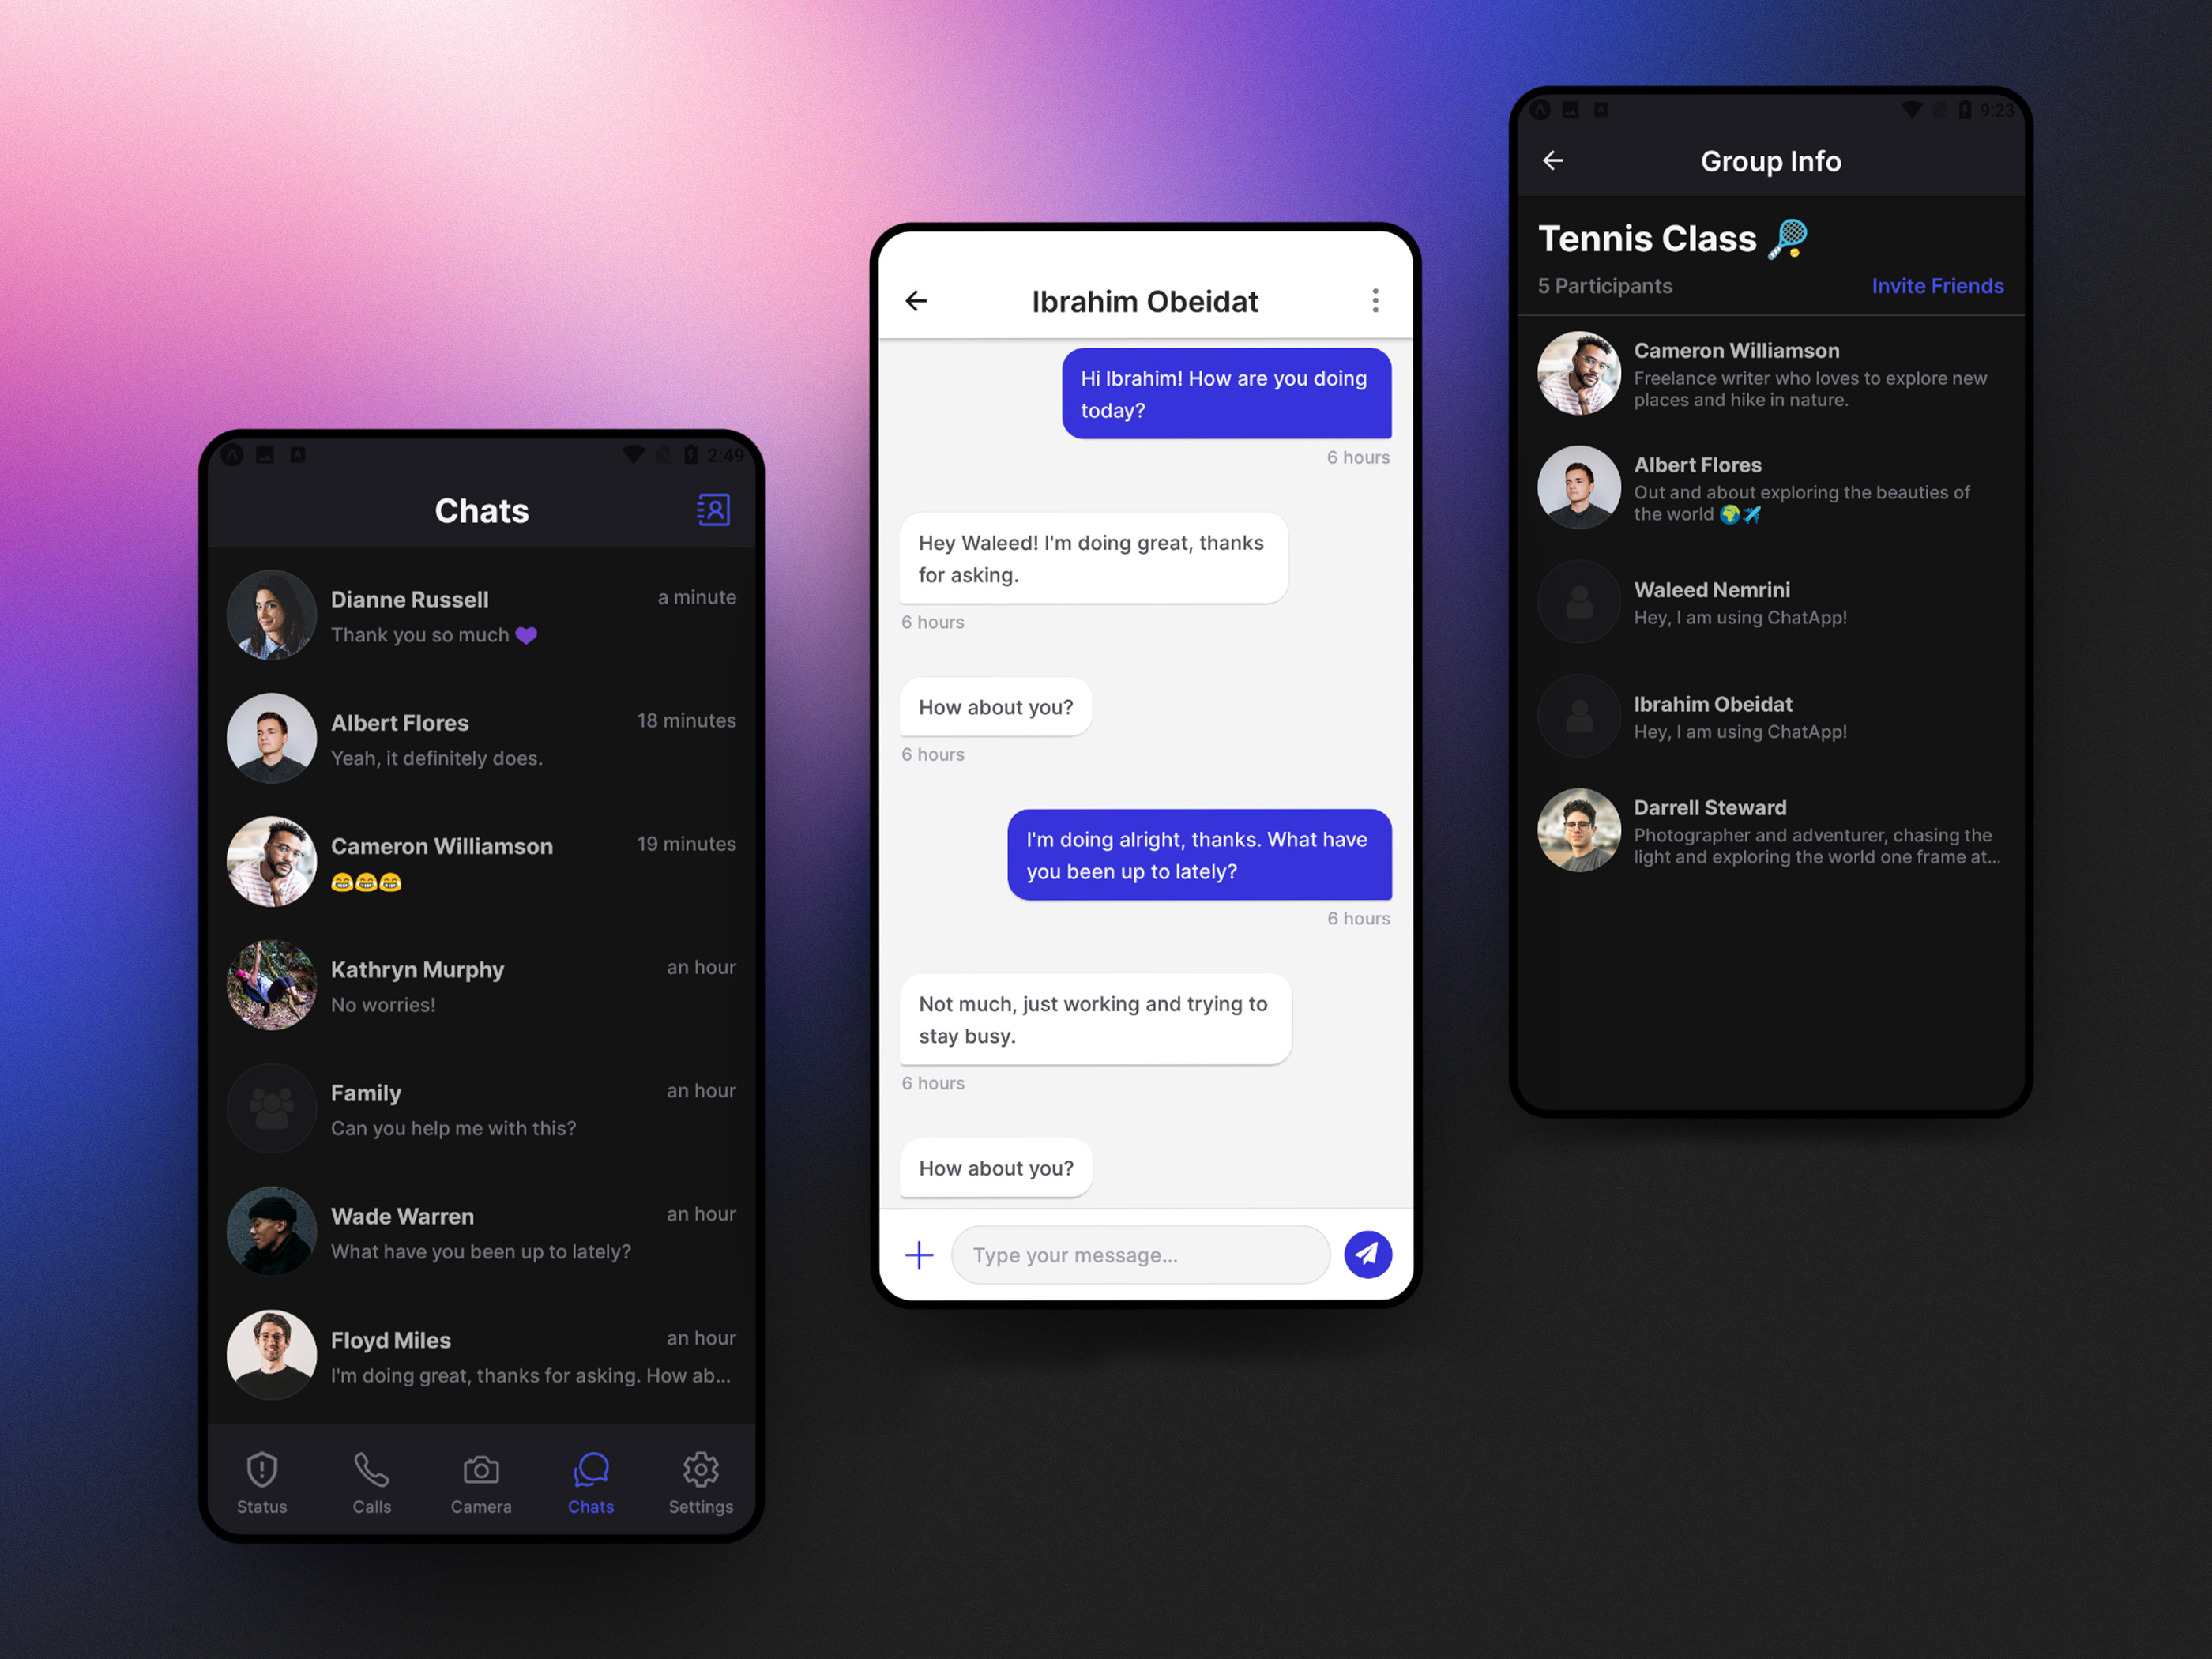 2:49
Chats
Dianne Russell
a minute
Thank you so much 💜
Albert Flores
18 minutes
Yeah, it definitely does.
Cameron Williamson
19 minutes
😂😂😂
Kathryn Murphy
an hour
No worries!
Family
an hour
Can you help me with this?
Wade Warren
an hour
What have you been up to lately?
Floyd Miles
an hour
I'm doing great, thanks for asking. How ab...
Status
Calls
Camera
Chats
Settings
Ibrahim Obeidat
Hi Ibrahim! How are you doing
today?
6 hours
Hey Waleed! I'm doing great, thanks
for asking.
6 hours
How about you?
6 hours
I'm doing alright, thanks. What have
you been up to lately?
6 hours
Not much, just working and trying to
stay busy.
6 hours
How about you?
Type your message...
9:23
Group Info
Tennis Class 🎾
5 Participants
Invite Friends
Cameron Williamson
Freelance writer who loves to explore new
places and hike in nature.
Albert Flores
Out and about exploring the beauties of
the world 🌍✈️
Waleed Nemrini
Hey, I am using ChatApp!
Ibrahim Obeidat
Hey, I am using ChatApp!
Darrell Steward
Photographer and adventurer, chasing the
light and exploring the world one frame at...